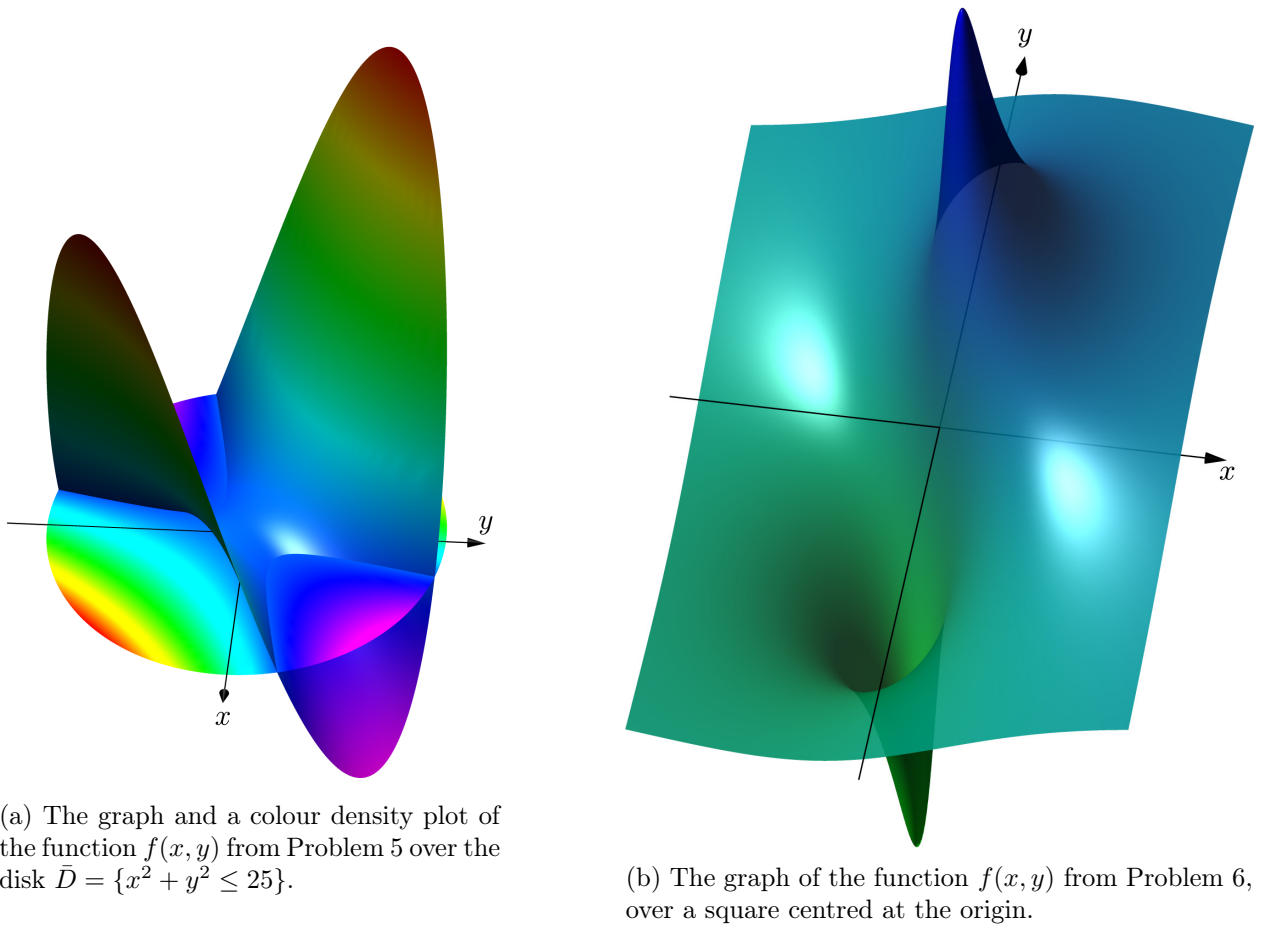 y
x
(a) The graph and a colour density plot of
the function f(x, y) from Problem 5 over the
disk D̄ = {x² + y² ≤ 25}.
y
x
(b) The graph of the function f(x, y) from Problem 6,
over a square centred at the origin.